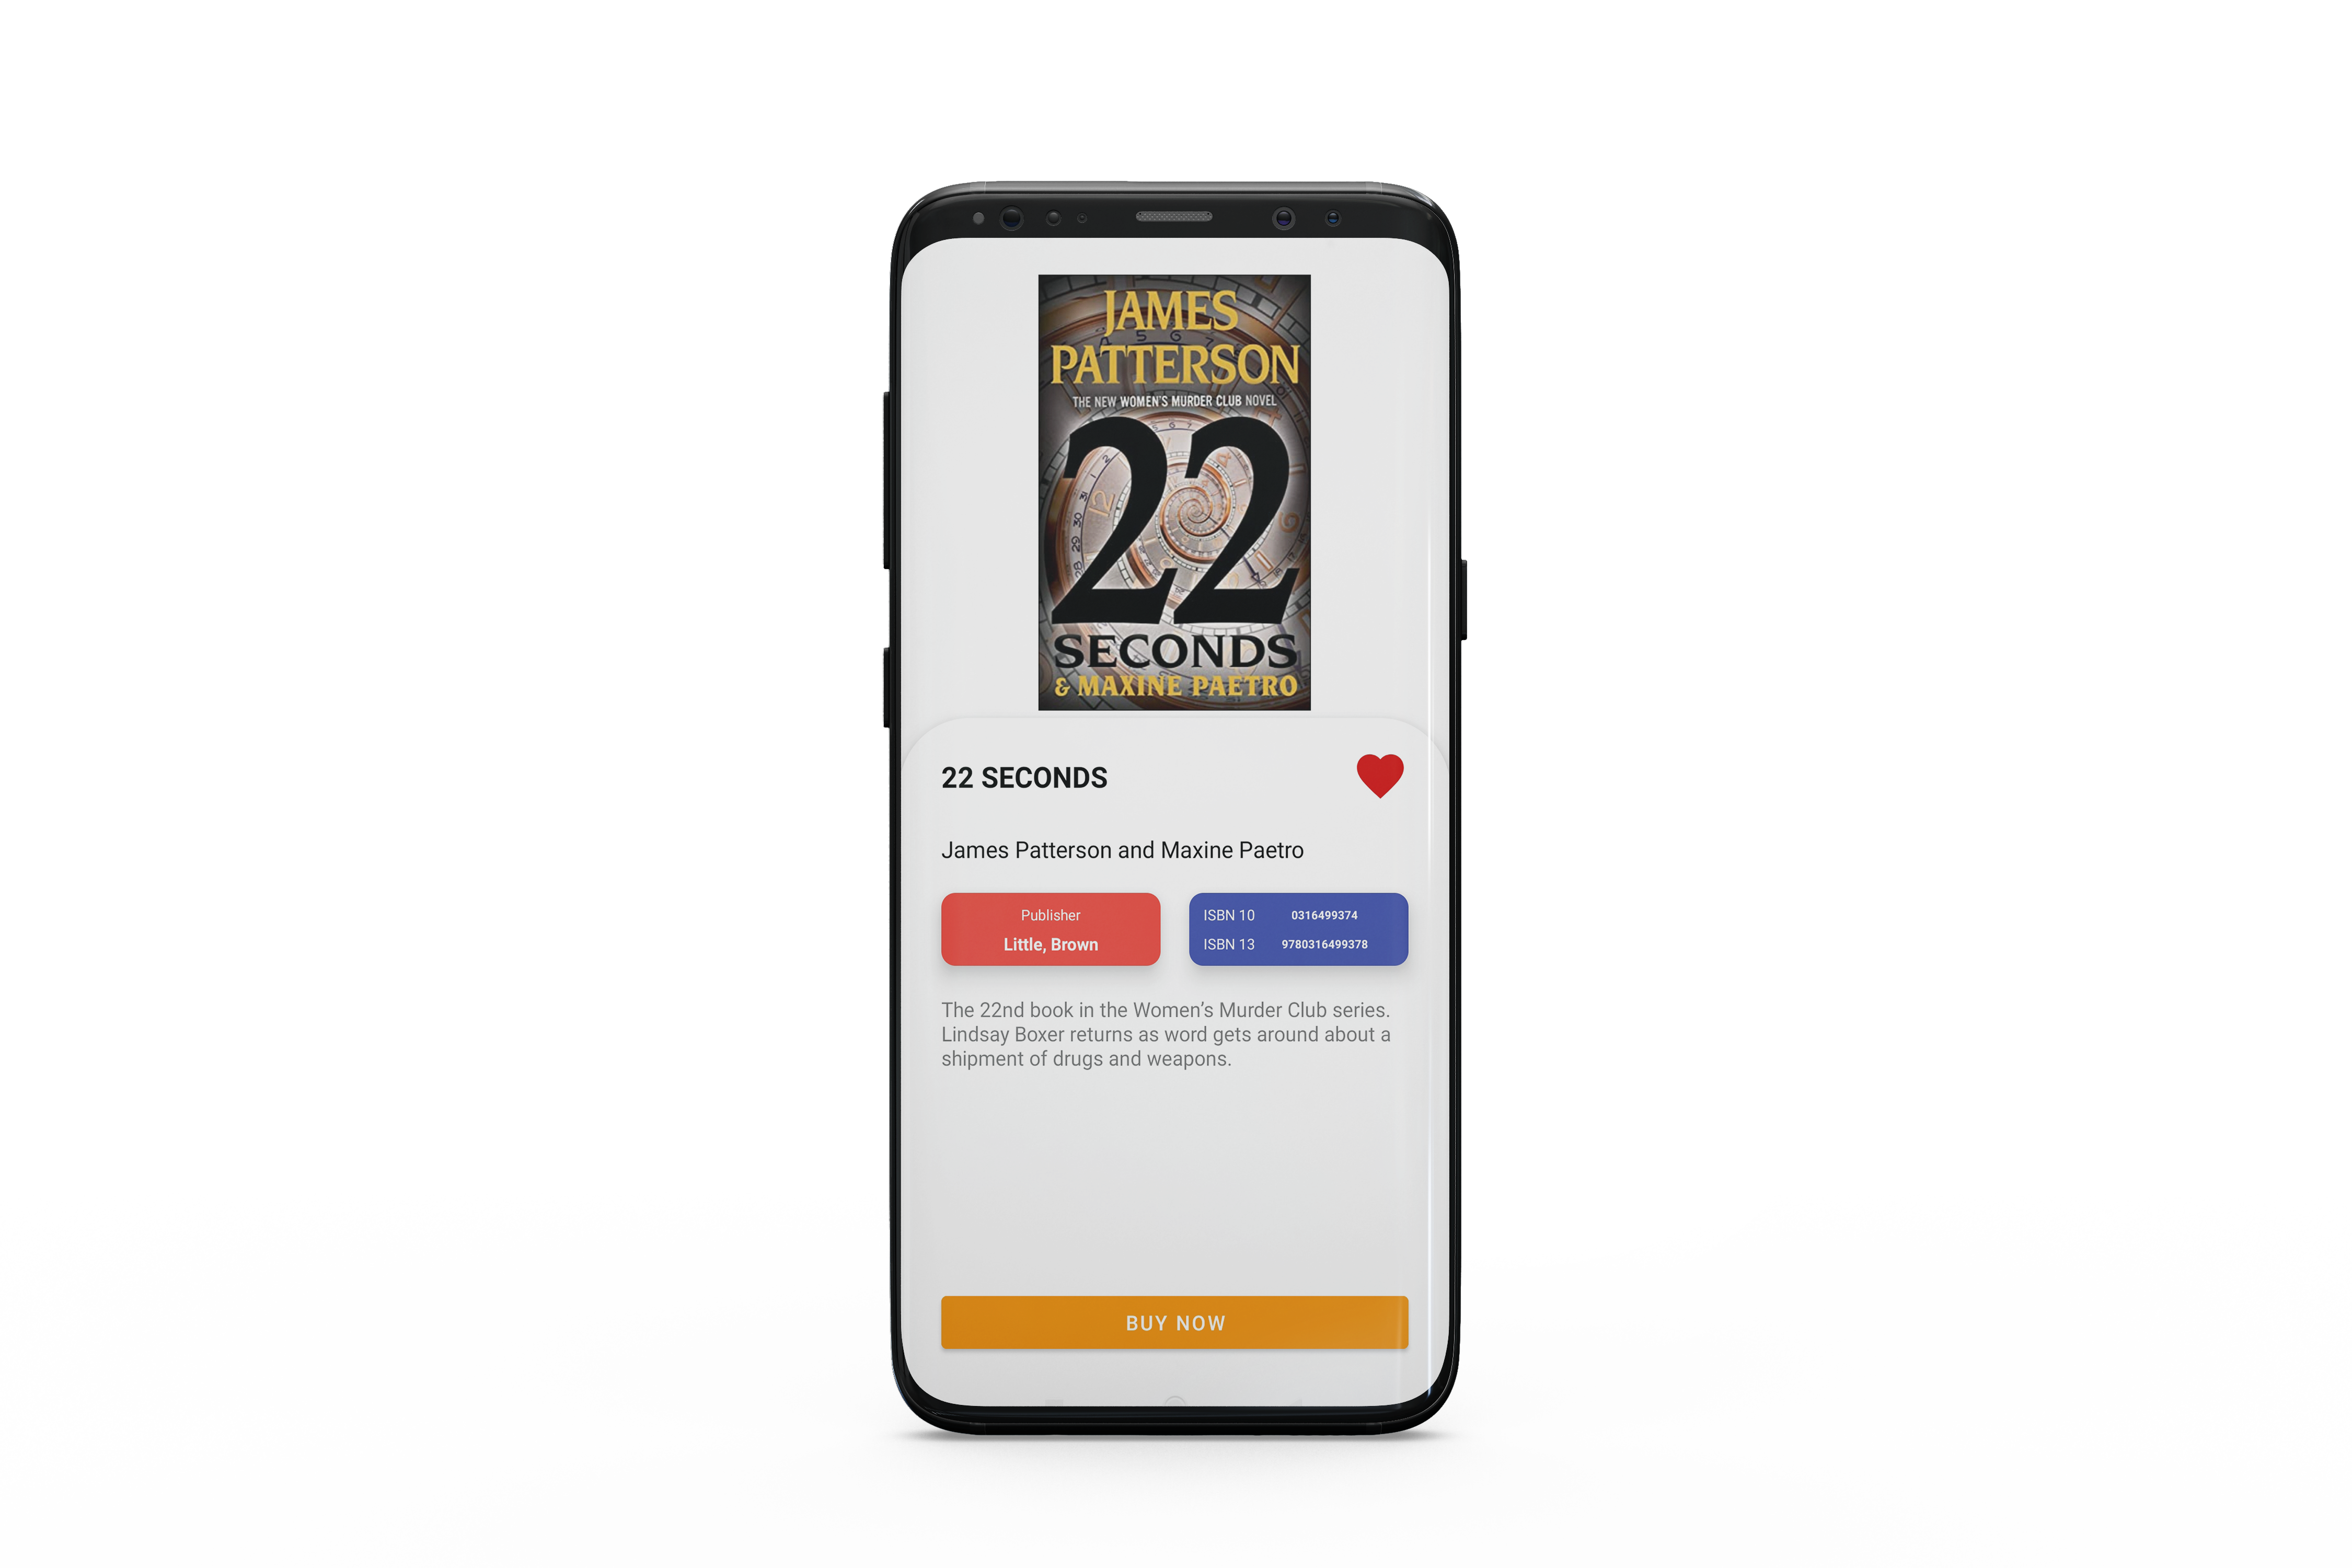 JAMES
PATTERSON
THE NEW WOMEN'S MURDER CLUB NOVEL
22
SECONDS
& MAXINE PAETRO
22 SECONDS
James Patterson and Maxine Paetro
Publisher
Little, Brown
ISBN 10 0316499374
ISBN 13 9780316499378
The 22nd book in the Women’s Murder Club series.
Lindsay Boxer returns as word gets around about a
shipment of drugs and weapons.
BUY NOW